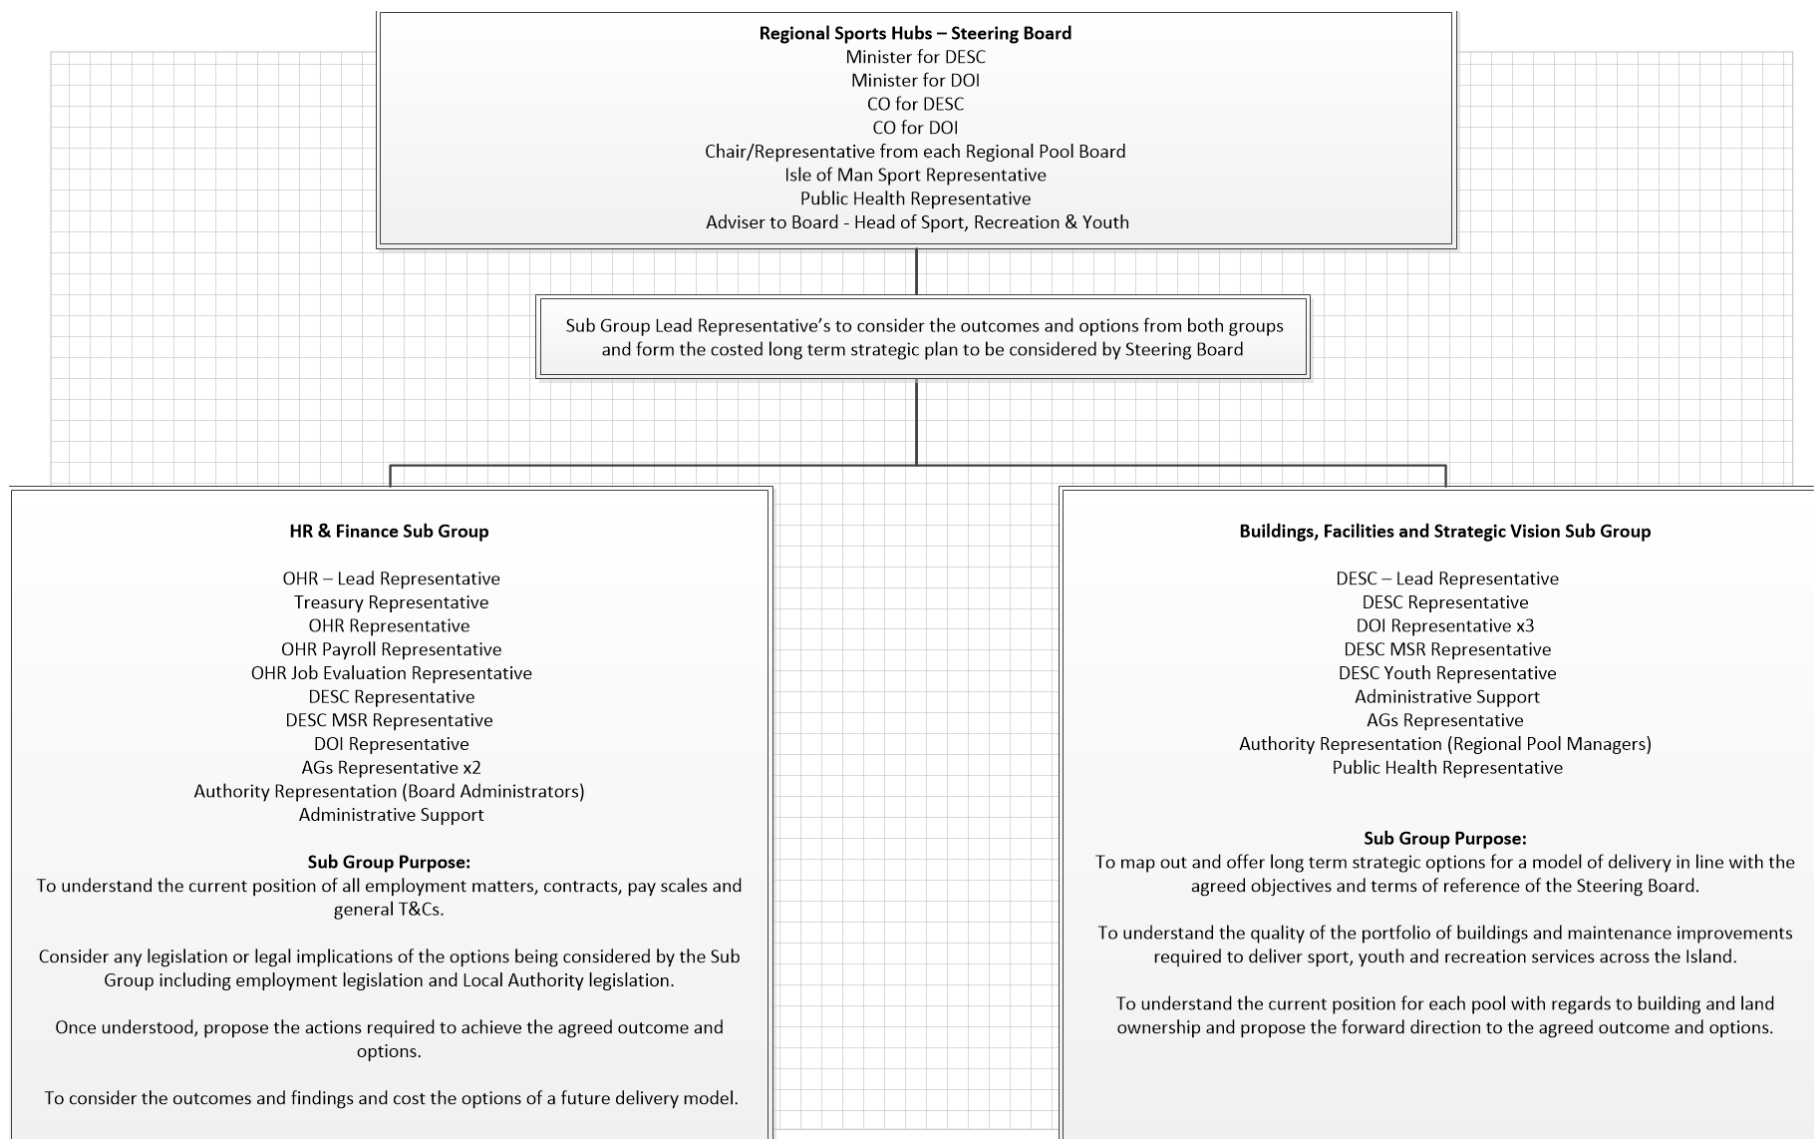 Regional Sports Hubs – Steering Board
Minister for DESC
Minister for DOI
CO for DESC
CO for DOI
Chair/Representative from each Regional Pool Board
Isle of Man Sport Representative
Public Health Representative
Adviser to Board - Head of Sport, Recreation & Youth
Sub Group Lead Representative’s to consider the outcomes and options from both groups
and form the costed long term strategic plan to be considered by Steering Board
HR & Finance Sub Group
OHR – Lead Representative
Treasury Representative
OHR Representative
OHR Payroll Representative
OHR Job Evaluation Representative
DESC Representative
DESC MSR Representative
DOI Representative
AGs Representative x2
Authority Representation (Board Administrators)
Administrative Support
Sub Group Purpose:
To understand the current position of all employment matters, contracts, pay scales and
general T&Cs.
Consider any legislation or legal implications of the options being considered by the Sub
Group including employment legislation and Local Authority legislation.
Once understood, propose the actions required to achieve the agreed outcome and
options.
To consider the outcomes and findings and cost the options of a future delivery model.
Buildings, Facilities and Strategic Vision Sub Group
DESC – Lead Representative
DESC Representative
DOI Representative x3
DESC MSR Representative
DESC Youth Representative
Administrative Support
AGs Representative
Authority Representation (Regional Pool Managers)
Public Health Representative
Sub Group Purpose:
To map out and offer long term strategic options for a model of delivery in line with the
agreed objectives and terms of reference of the Steering Board.
To understand the quality of the portfolio of buildings and maintenance improvements
required to deliver sport, youth and recreation services across the Island.
To understand the current position for each pool with regards to building and land
ownership and propose the forward direction to the agreed outcome and options.